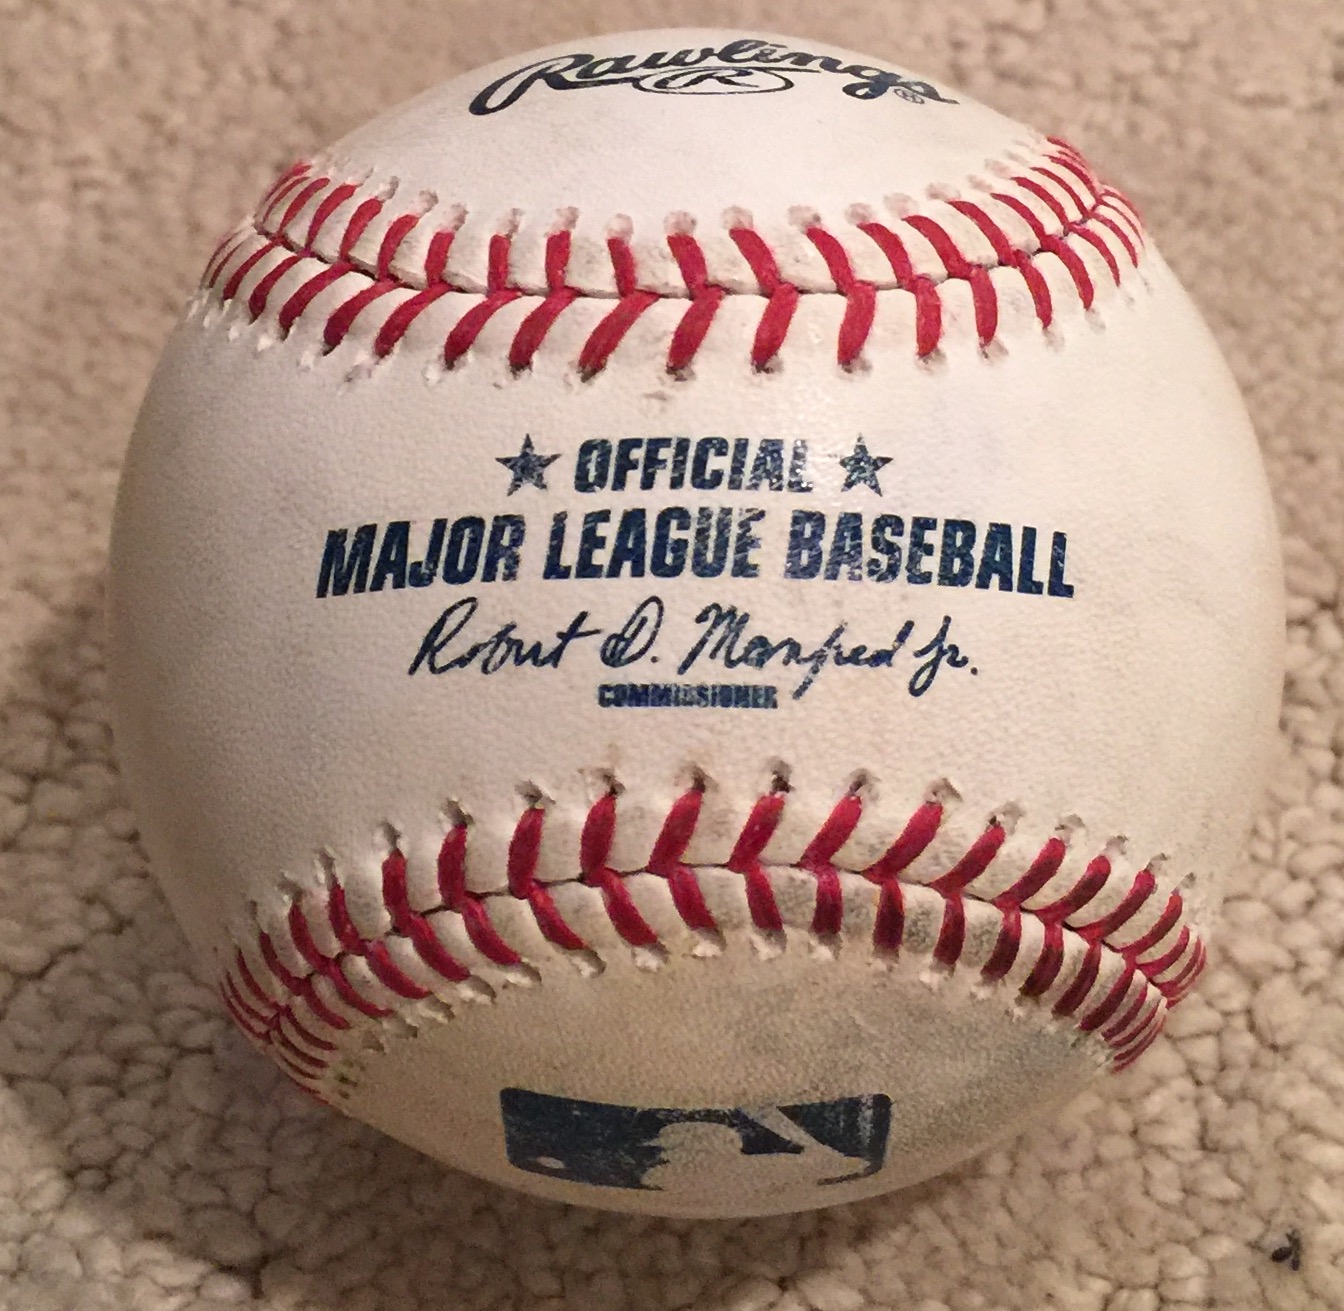 Rawlings ®
R
★ OFFICIAL ★
MAJOR LEAGUE BASEBALL
Robert D. Manfred Jr.
COMMISSIONER